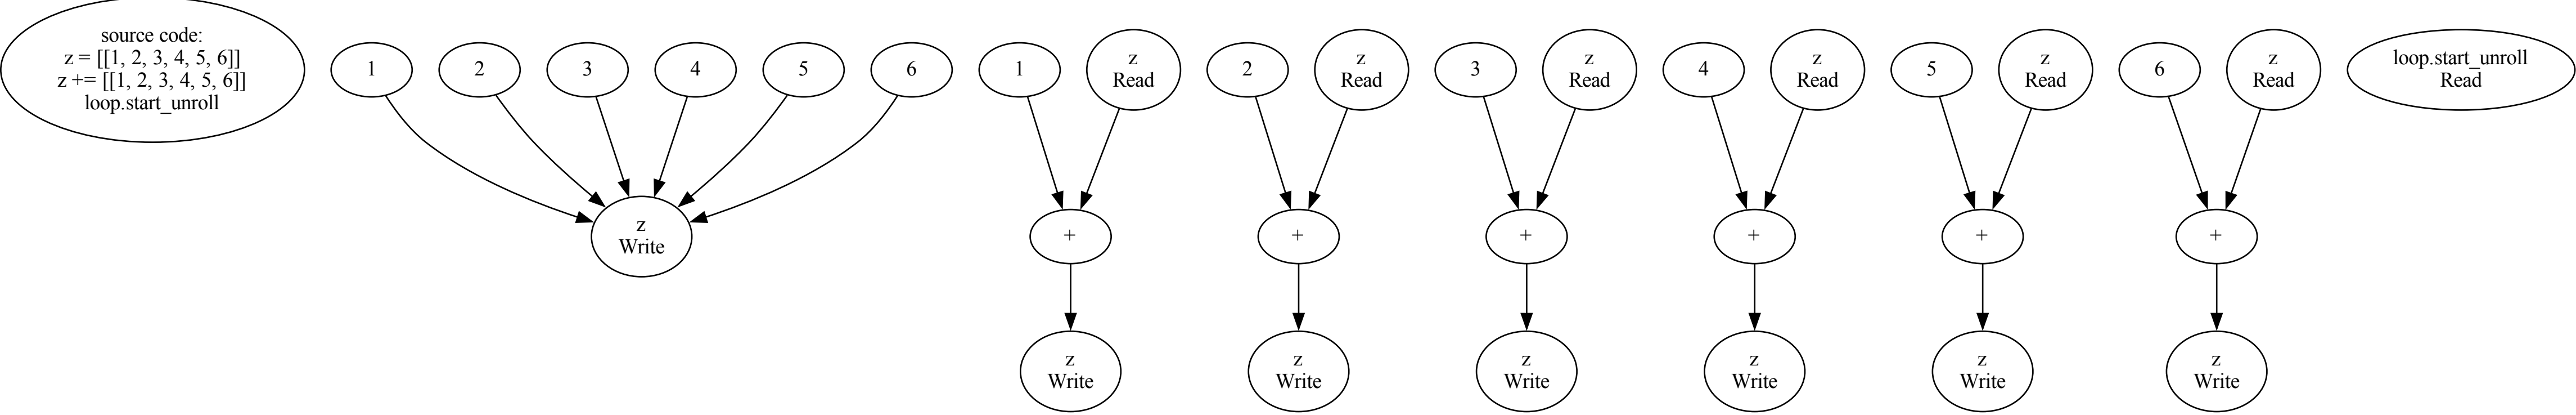 source code:
z = [[1, 2, 3, 4, 5, 6]]
z += [[1, 2, 3, 4, 5, 6]]
loop.start_unroll
1
2
3
4
5
6
1
z
Read
2
z
Read
3
z
Read
4
z
Read
5
z
Read
6
z
Read
loop.start_unroll
Read
z
Write
+
+
+
+
+
+
z
Write
z
Write
z
Write
z
Write
z
Write
z
Write